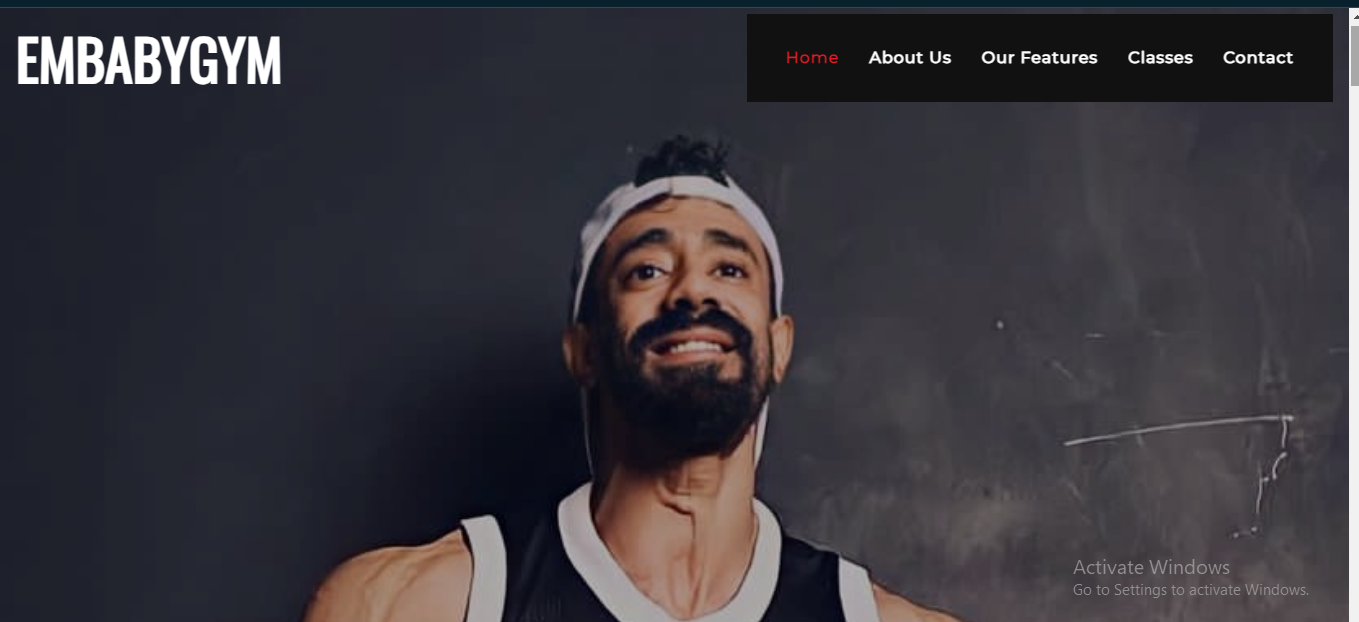 EMBABYGYM
Home About Us Our Features Classes Contact
Activate Windows
Go to Settings to activate Windows.